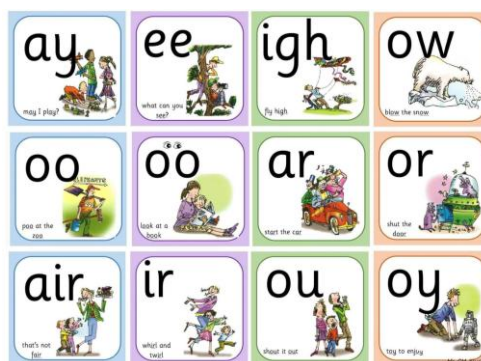 ay
may I play?
ee
what can you
see?
igh
fly high
ow
blow the snow
oo
poo at the
zoo
oo
look at a
book
ar
start the car
or
shut the
door
air
that's not
fair
ir
whirl and
twirl
ou
shout it out
oy
toy to enjoy